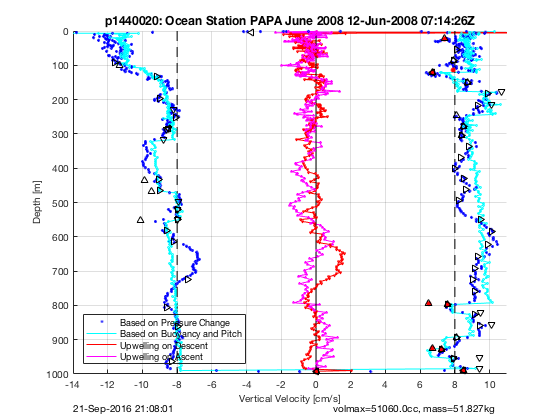 p1440020: Ocean Station PAPA June 2008 12-Jun-2008 07:14:26Z
0
100
200
300
400
500
600
700
800
900
1000
Depth [m]
Based on Pressure Change
Based on Buoyancy and Pitch
Upwelling on Descent
Upwelling on Ascent
-14 -12 -10 -8 -6 -4 -2 0 2 4 6 8 10
Vertical Velocity [cm/s]
21-Sep-2016 21:08:01
volmax=51060.0cc, mass=51.827kg